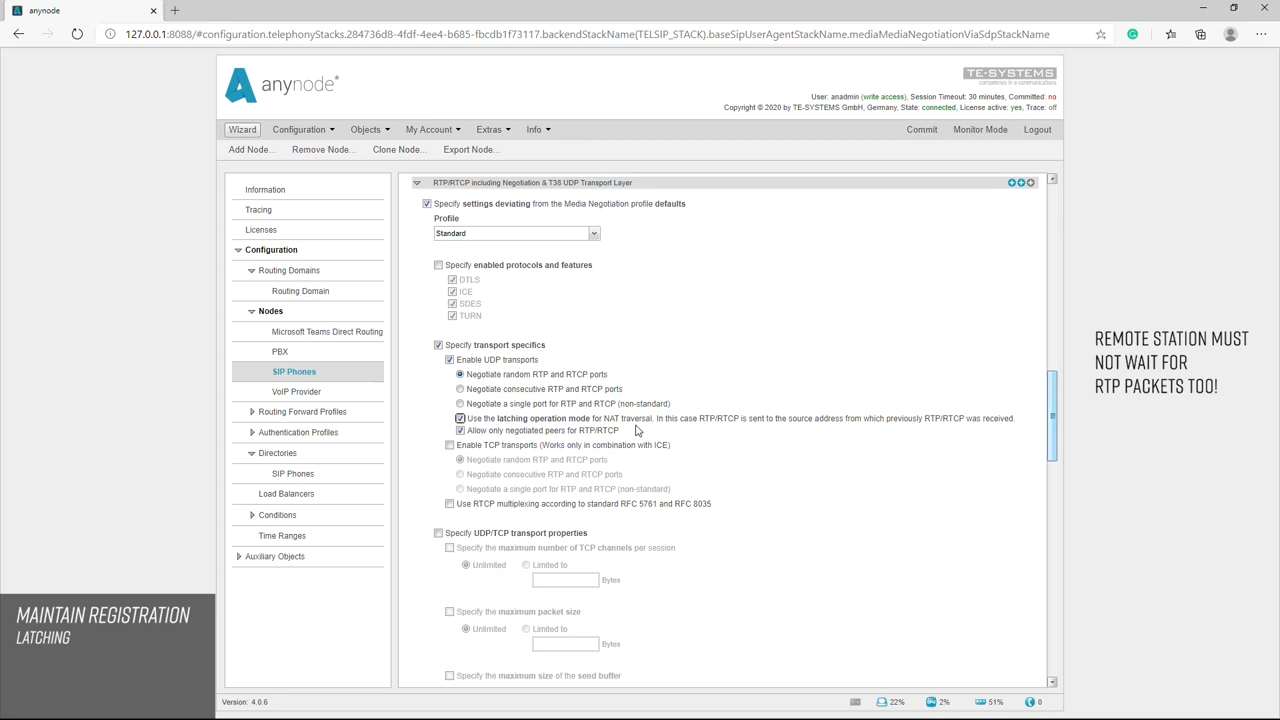 anynode
127.0.0.1:8088/#configuration.telephonyStacks.284736d8-4fdf-4ee4-b685-fbcdb1f73117.backendStackName(TELSIP_STACK).baseSipUserAgentStackName.mediaMediaNegotiationViaSdpStackName
anynode®
TE-SYSTEMS
competence in e-communications.
User: anadmin (write access), Session Timeout: 30 minutes, Committed: no
Copyright © 2020 by TE-SYSTEMS GmbH, Germany, State: connected, License active: yes, Trace: off
Wizard Configuration Objects My Account Extras Info Commit Monitor Mode Logout
Add Node... Remove Node... Clone Node... Export Node...
Information
Tracing
Licenses
Configuration
Routing Domains
Routing Domain
Nodes
Microsoft Teams Direct Routing
PBX
SIP Phones
VoIP Provider
Routing Forward Profiles
Authentication Profiles
Directories
SIP Phones
Load Balancers
Conditions
Time Ranges
Auxiliary Objects
RTP/RTCP including Negotiation & T38 UDP Transport Layer
Specify settings deviating from the Media Negotiation profile defaults
Profile
Standard
Specify enabled protocols and features
DTLS
ICE
SDES
TURN
Specify transport specifics
Enable UDP transports
Negotiate random RTP and RTCP ports
Negotiate consecutive RTP and RTCP ports
Negotiate a single port for RTP and RTCP (non-standard)
Use the latching operation mode for NAT traversal. In this case RTP/RTCP is sent to the source address from which previously RTP/RTCP was received.
Allow only negotiated peers for RTP/RTCP
Enable TCP transports (Works only in combination with ICE)
Negotiate random RTP and RTCP ports
Negotiate consecutive RTP and RTCP ports
Negotiate a single port for RTP and RTCP (non-standard)
Use RTCP multiplexing according to standard RFC 5761 and RFC 8035
Specify UDP/TCP transport properties
Specify the maximum number of TCP channels per session
Unlimited Limited to
Bytes
Specify the maximum packet size
Unlimited Limited to
Bytes
Specify the maximum size of the send buffer
REMOTE STATION MUST
NOT WAIT FOR
RTP PACKETS TOO!
MAINTAIN REGISTRATION
LATCHING
Version: 4.0.6
22% 2% 51% 0